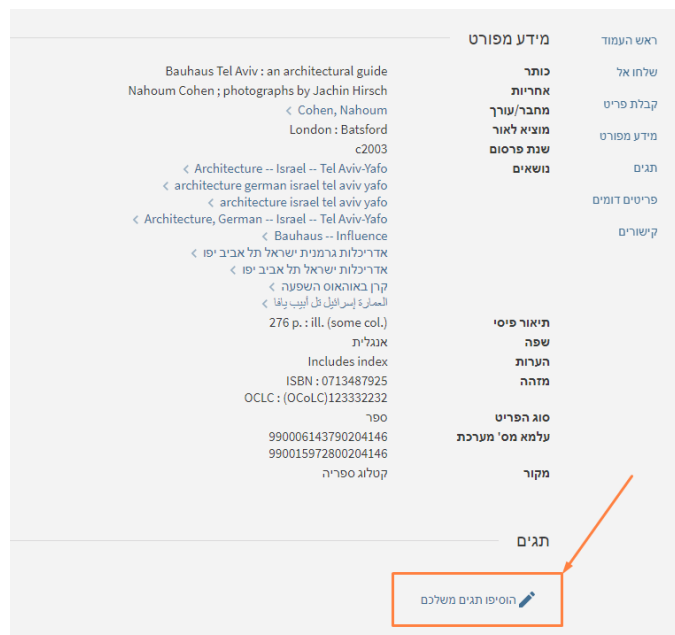 ראש העמוד
שלחו אל
קבלת פריט
מידע מפורט
תגים
פריטים דומים
קישורים
מידע מפורט
כותר Bauhaus Tel Aviv : an architectural guide
אחריות Nahoum Cohen ; photographs by Jachin Hirsch
מחבר/עורך Cohen, Nahoum
מוציא לאור London : Batsford
שנת פרסום c2003
נושאים Architecture -- Israel -- Tel Aviv-Yafo
architecture german israel tel aviv yafo
architecture israel tel aviv yafo
Architecture, German -- Israel -- Tel Aviv-Yafo
Bauhaus -- Influence
אדריכלות גרמנית ישראל תל אביב יפו
אדריכלות ישראל תל אביב יפו
קרן באוהאוס השפעה
العمارة إسرائيل تل أبيب يافا
תיאור פיסי 276 p. : ill. (some col.)
שפה אנגלית
הערות Includes index
מזהה ISBN : 0713487925
OCLC : (OCoLC)123332232
סוג הפריט ספר
עלמא מס' מערכת 990006143790204146
990015972800204146
מקור קטלוג ספריה
תגים
הוסיפו תגים משלכם